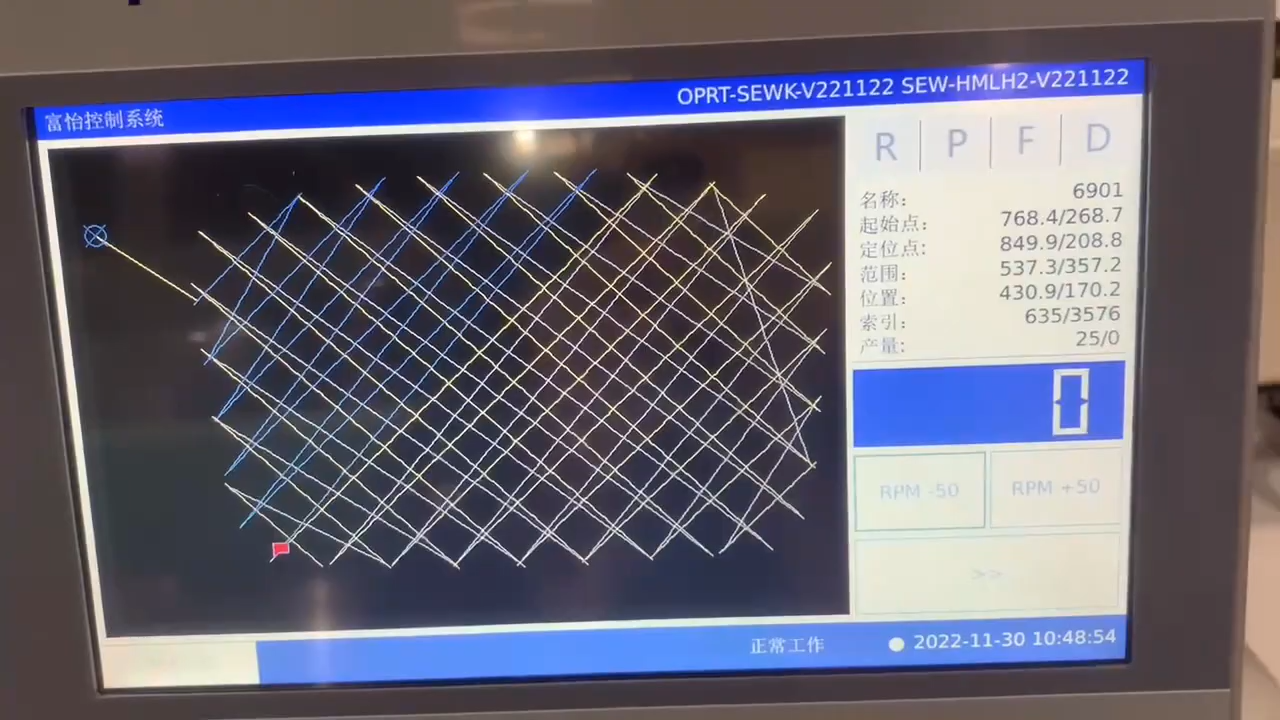 富怡控制系统
OPRT-SEWK-V221122 SEW-HMLH2-V221122
R P F D
名称: 6901
起始点: 768.4/268.7
定位点: 849.9/208.8
范围: 537.3/357.2
位置: 430.9/170.2
索引: 635/3576
产量: 25/0
0
RPM -50
RPM +50
>>
正常工作
2022-11-30 10:48:54